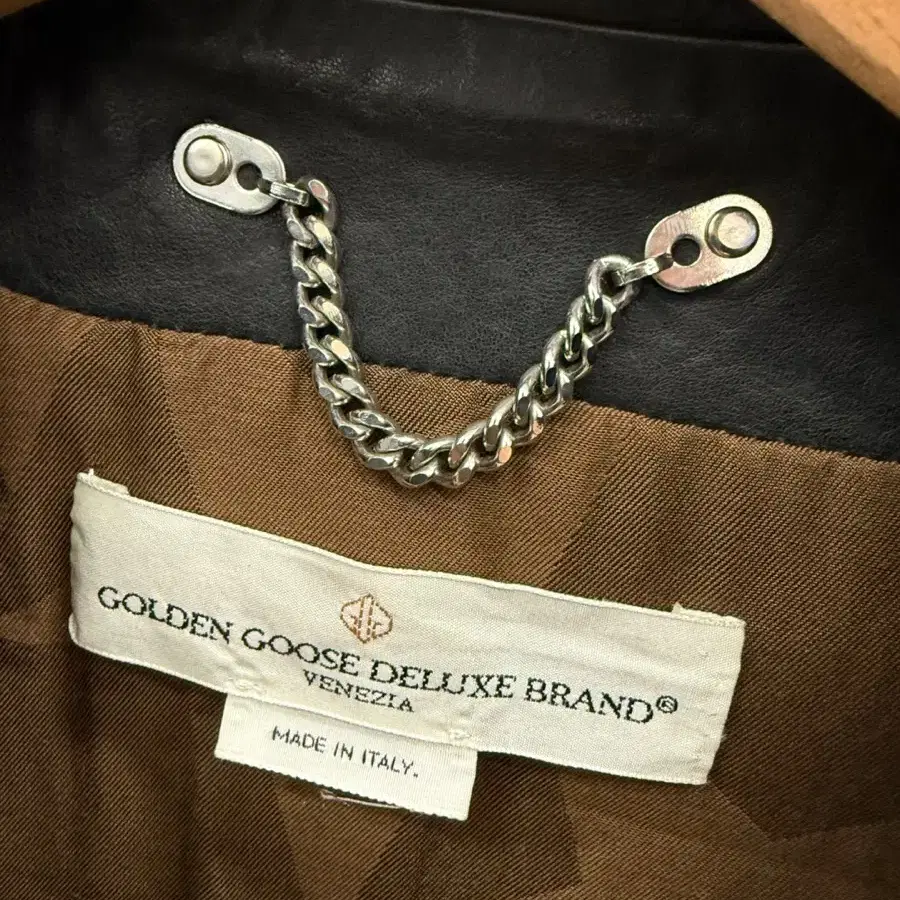 GOLDEN GOOSE DELUXE BRAND®
VENEZIA
MADE IN ITALY.